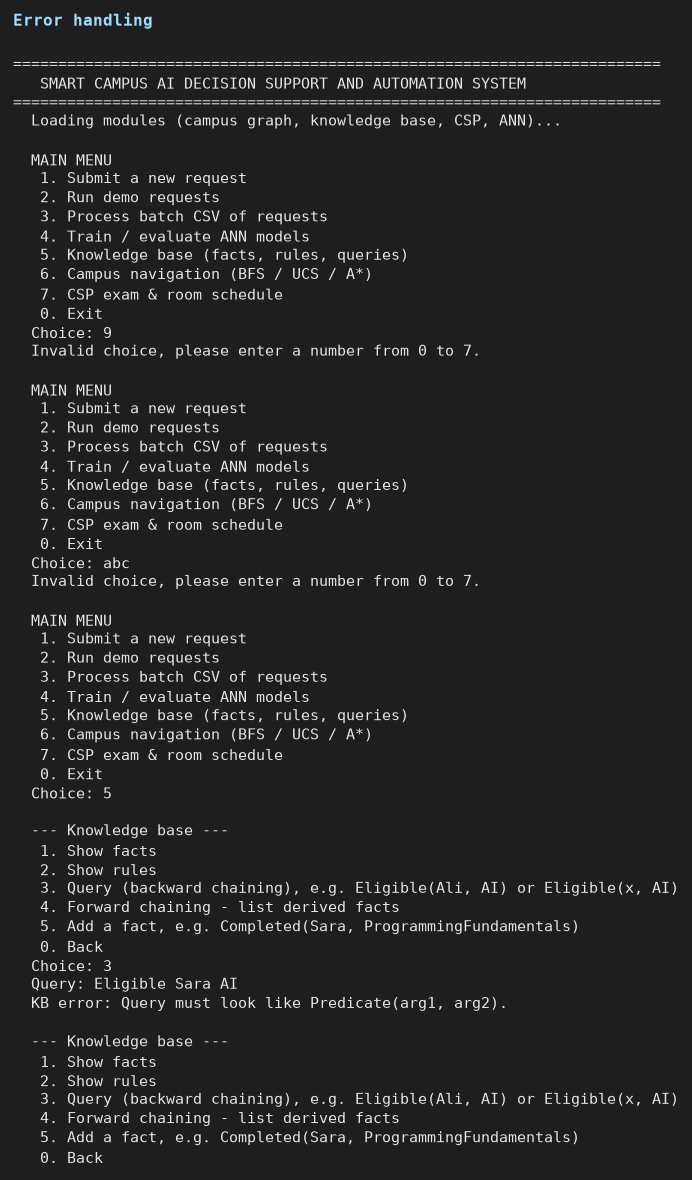 Error handling
========================================================================
SMART CAMPUS AI DECISION SUPPORT AND AUTOMATION SYSTEM
========================================================================
Loading modules (campus graph, knowledge base, CSP, ANN)...
MAIN MENU
1. Submit a new request
2. Run demo requests
3. Process batch CSV of requests
4. Train / evaluate ANN models
5. Knowledge base (facts, rules, queries)
6. Campus navigation (BFS / UCS / A*)
7. CSP exam & room schedule
0. Exit
Choice: 9
Invalid choice, please enter a number from 0 to 7.
MAIN MENU
1. Submit a new request
2. Run demo requests
3. Process batch CSV of requests
4. Train / evaluate ANN models
5. Knowledge base (facts, rules, queries)
6. Campus navigation (BFS / UCS / A*)
7. CSP exam & room schedule
0. Exit
Choice: abc
Invalid choice, please enter a number from 0 to 7.
MAIN MENU
1. Submit a new request
2. Run demo requests
3. Process batch CSV of requests
4. Train / evaluate ANN models
5. Knowledge base (facts, rules, queries)
6. Campus navigation (BFS / UCS / A*)
7. CSP exam & room schedule
0. Exit
Choice: 5
--- Knowledge base ---
1. Show facts
2. Show rules
3. Query (backward chaining), e.g. Eligible(Ali, AI) or Eligible(x, AI)
4. Forward chaining - list derived facts
5. Add a fact, e.g. Completed(Sara, ProgrammingFundamentals)
0. Back
Choice: 3
Query: Eligible Sara AI
KB error: Query must look like Predicate(arg1, arg2).
--- Knowledge base ---
1. Show facts
2. Show rules
3. Query (backward chaining), e.g. Eligible(Ali, AI) or Eligible(x, AI)
4. Forward chaining - list derived facts
5. Add a fact, e.g. Completed(Sara, ProgrammingFundamentals)
0. Back